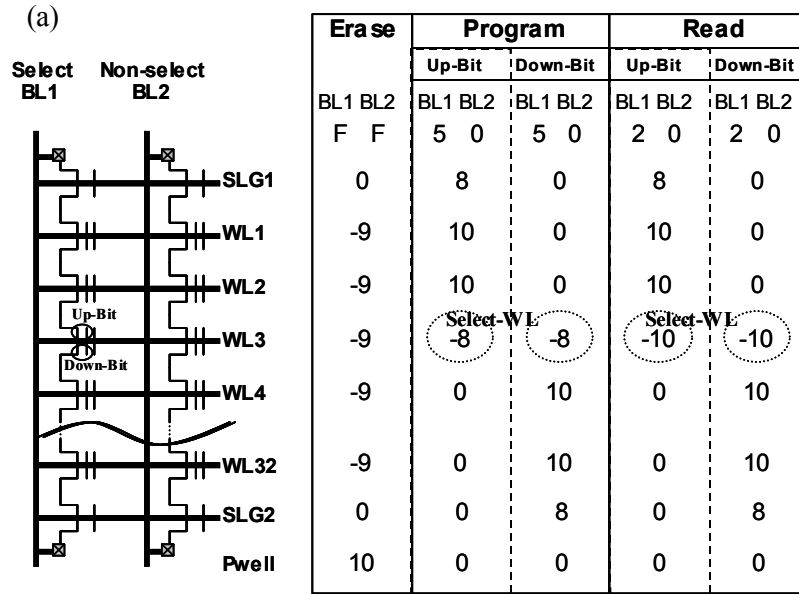 (a)
Select Non-select
BL1 BL2
Up-Bit
Down-Bit
SLG1
WL1
WL2
WL3
WL4
WL32
SLG2
Pwell
Erase Program Read
Up-Bit Down-Bit Up-Bit Down-Bit
BL1 BL2 BL1 BL2 BL1 BL2 BL1 BL2 BL1 BL2
F F 5 0 5 0 2 0 2 0
0 8 0 8 0
-9 10 0 10 0
-9 10 0 10 0
Select-WL Select-WL
-9 -8 -8 -10 -10
-9 0 10 0 10
-9 0 10 0 10
0 0 8 0 8
10 0 0 0 0